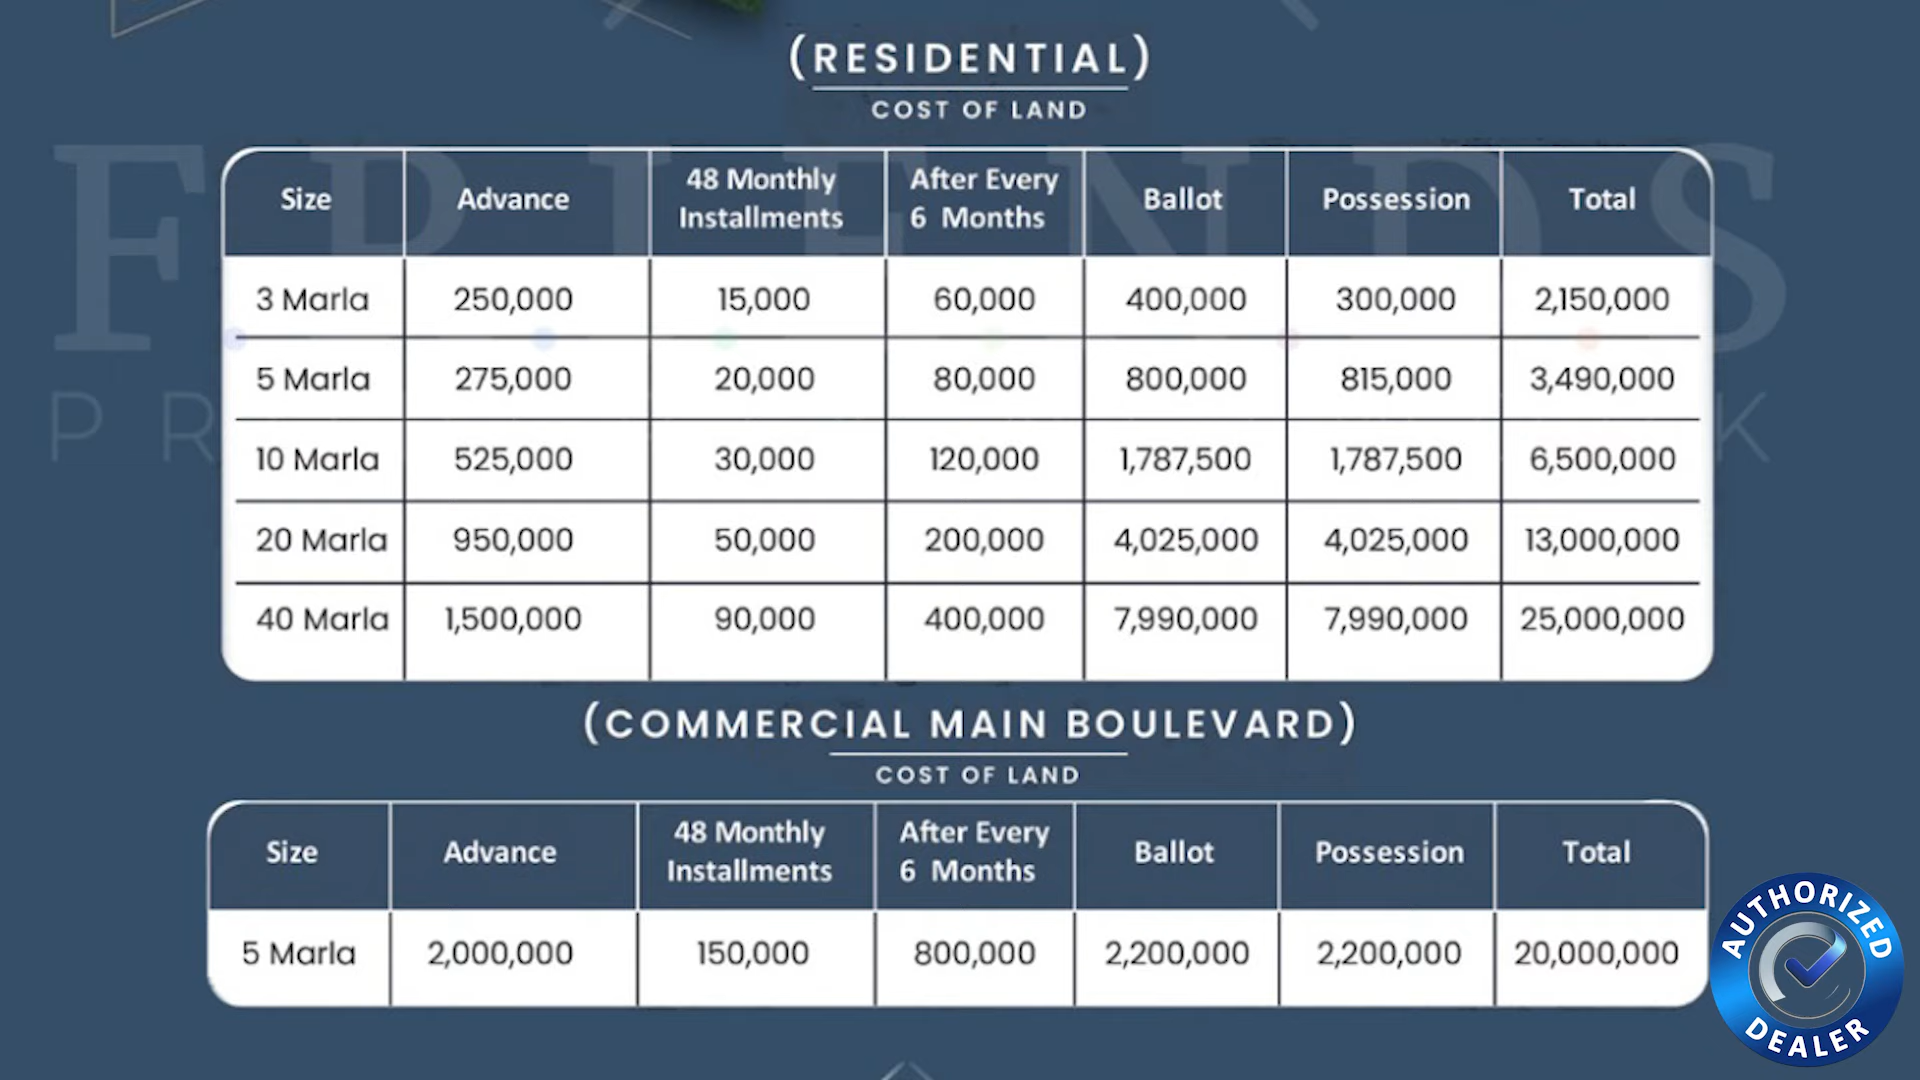 (RESIDENTIAL)
COST OF LAND
Size Advance 48 Monthly Installments After Every 6 Months Ballot Possession Total
3 Marla 250,000 15,000 60,000 400,000 300,000 2,150,000
5 Marla 275,000 20,000 80,000 800,000 815,000 3,490,000
10 Marla 525,000 30,000 120,000 1,787,500 1,787,500 6,500,000
20 Marla 950,000 50,000 200,000 4,025,000 4,025,000 13,000,000
40 Marla 1,500,000 90,000 400,000 7,990,000 7,990,000 25,000,000
(COMMERCIAL MAIN BOULEVARD)
COST OF LAND
Size Advance 48 Monthly Installments After Every 6 Months Ballot Possession Total
5 Marla 2,000,000 150,000 800,000 2,200,000 2,200,000 20,000,000
AUTHORIZED
DEALER
FRIENDS